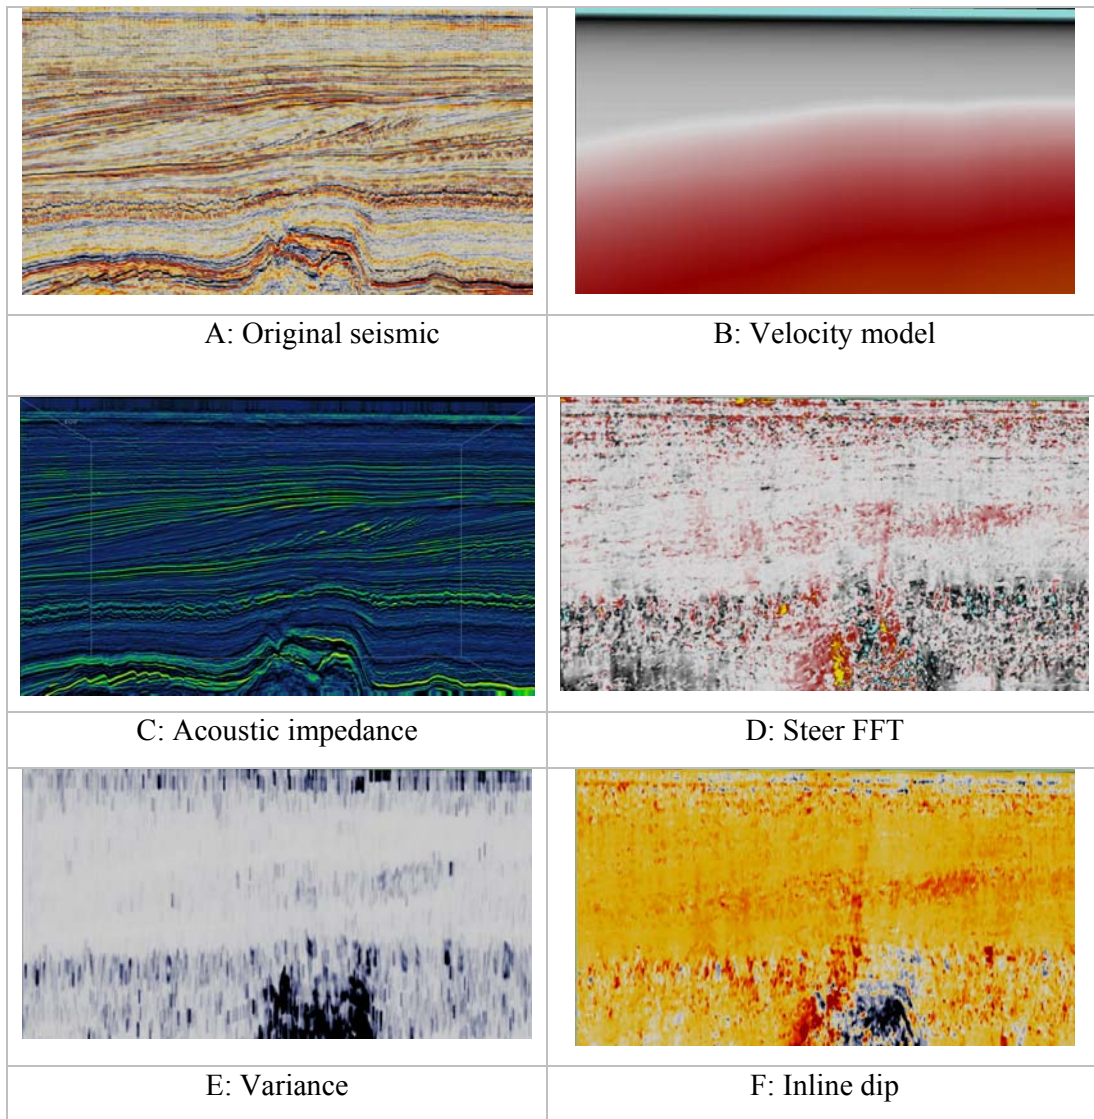 A: Original seismic
B: Velocity model
C: Acoustic impedance
D: Steer FFT
E: Variance
F: Inline dip